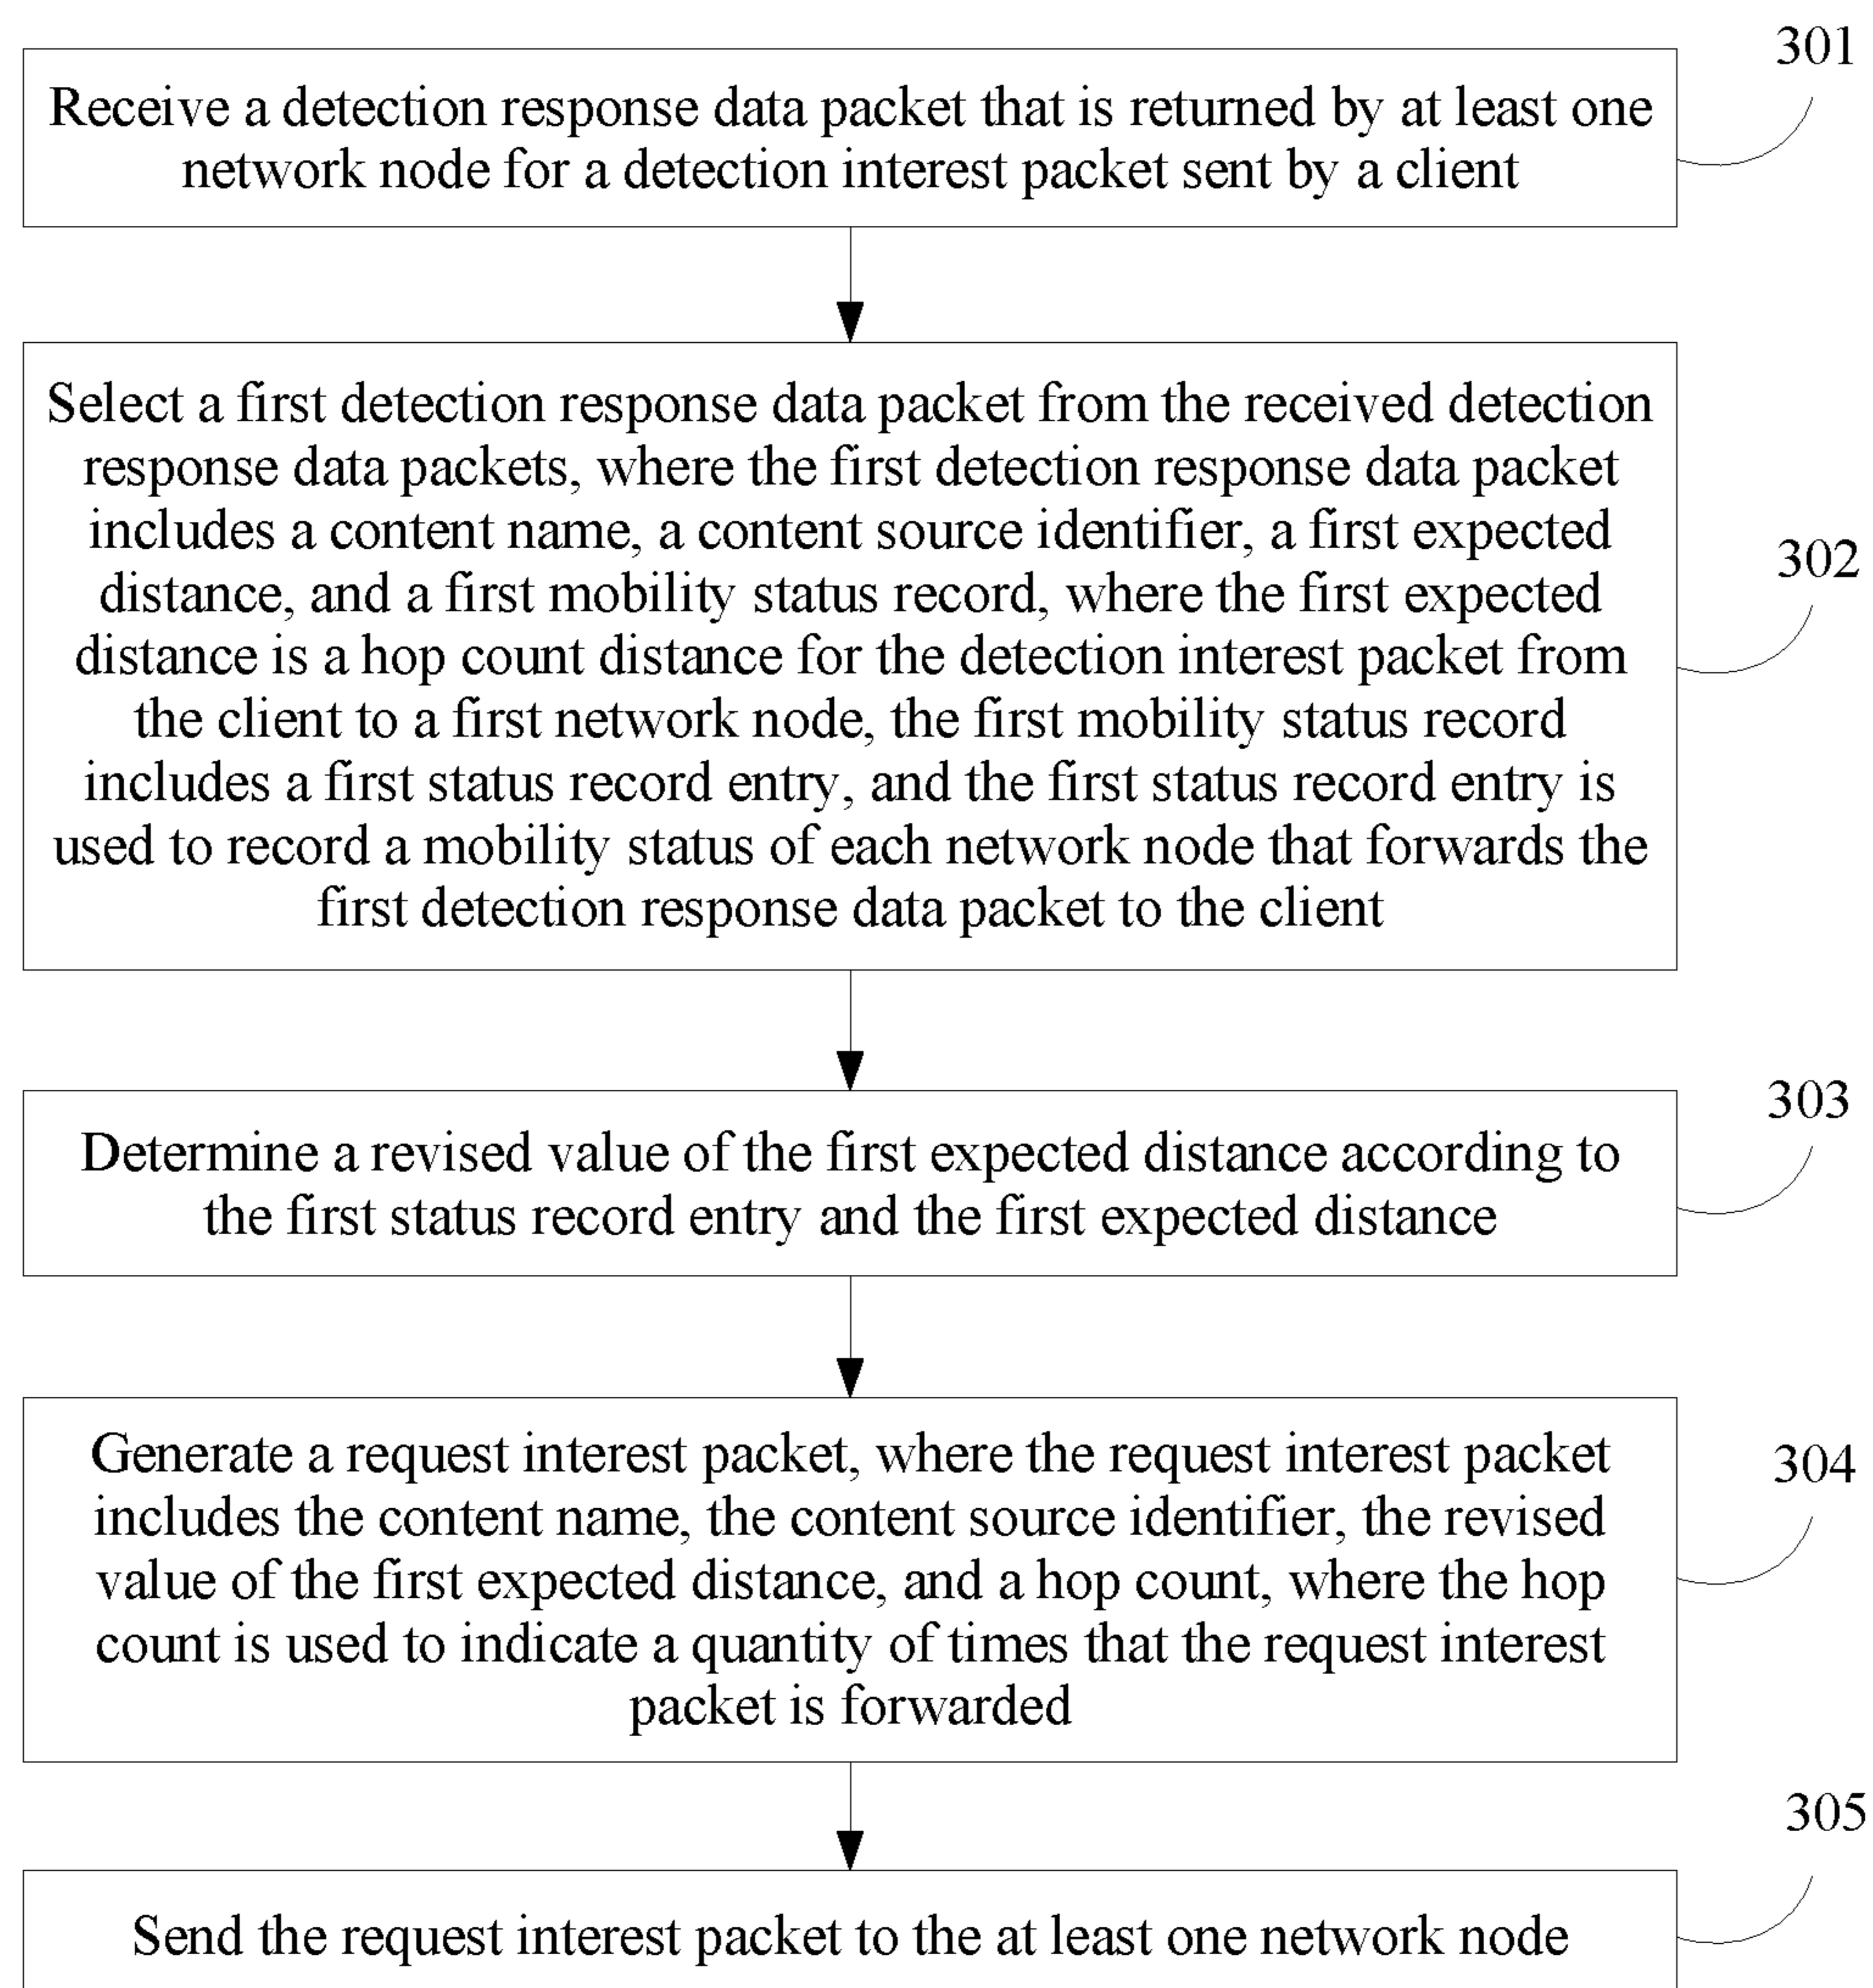 301
Receive a detection response data packet that is returned by at least one
network node for a detection interest packet sent by a client
302
Select a first detection response data packet from the received detection
response data packets, where the first detection response data packet
includes a content name, a content source identifier, a first expected
distance, and a first mobility status record, where the first expected
distance is a hop count distance for the detection interest packet from
the client to a first network node, the first mobility status record
includes a first status record entry, and the first status record entry is
used to record a mobility status of each network node that forwards the
first detection response data packet to the client
303
Determine a revised value of the first expected distance according to
the first status record entry and the first expected distance
304
Generate a request interest packet, where the request interest packet
includes the content name, the content source identifier, the revised
value of the first expected distance, and a hop count, where the hop
count is used to indicate a quantity of times that the request interest
packet is forwarded
305
Send the request interest packet to the at least one network node